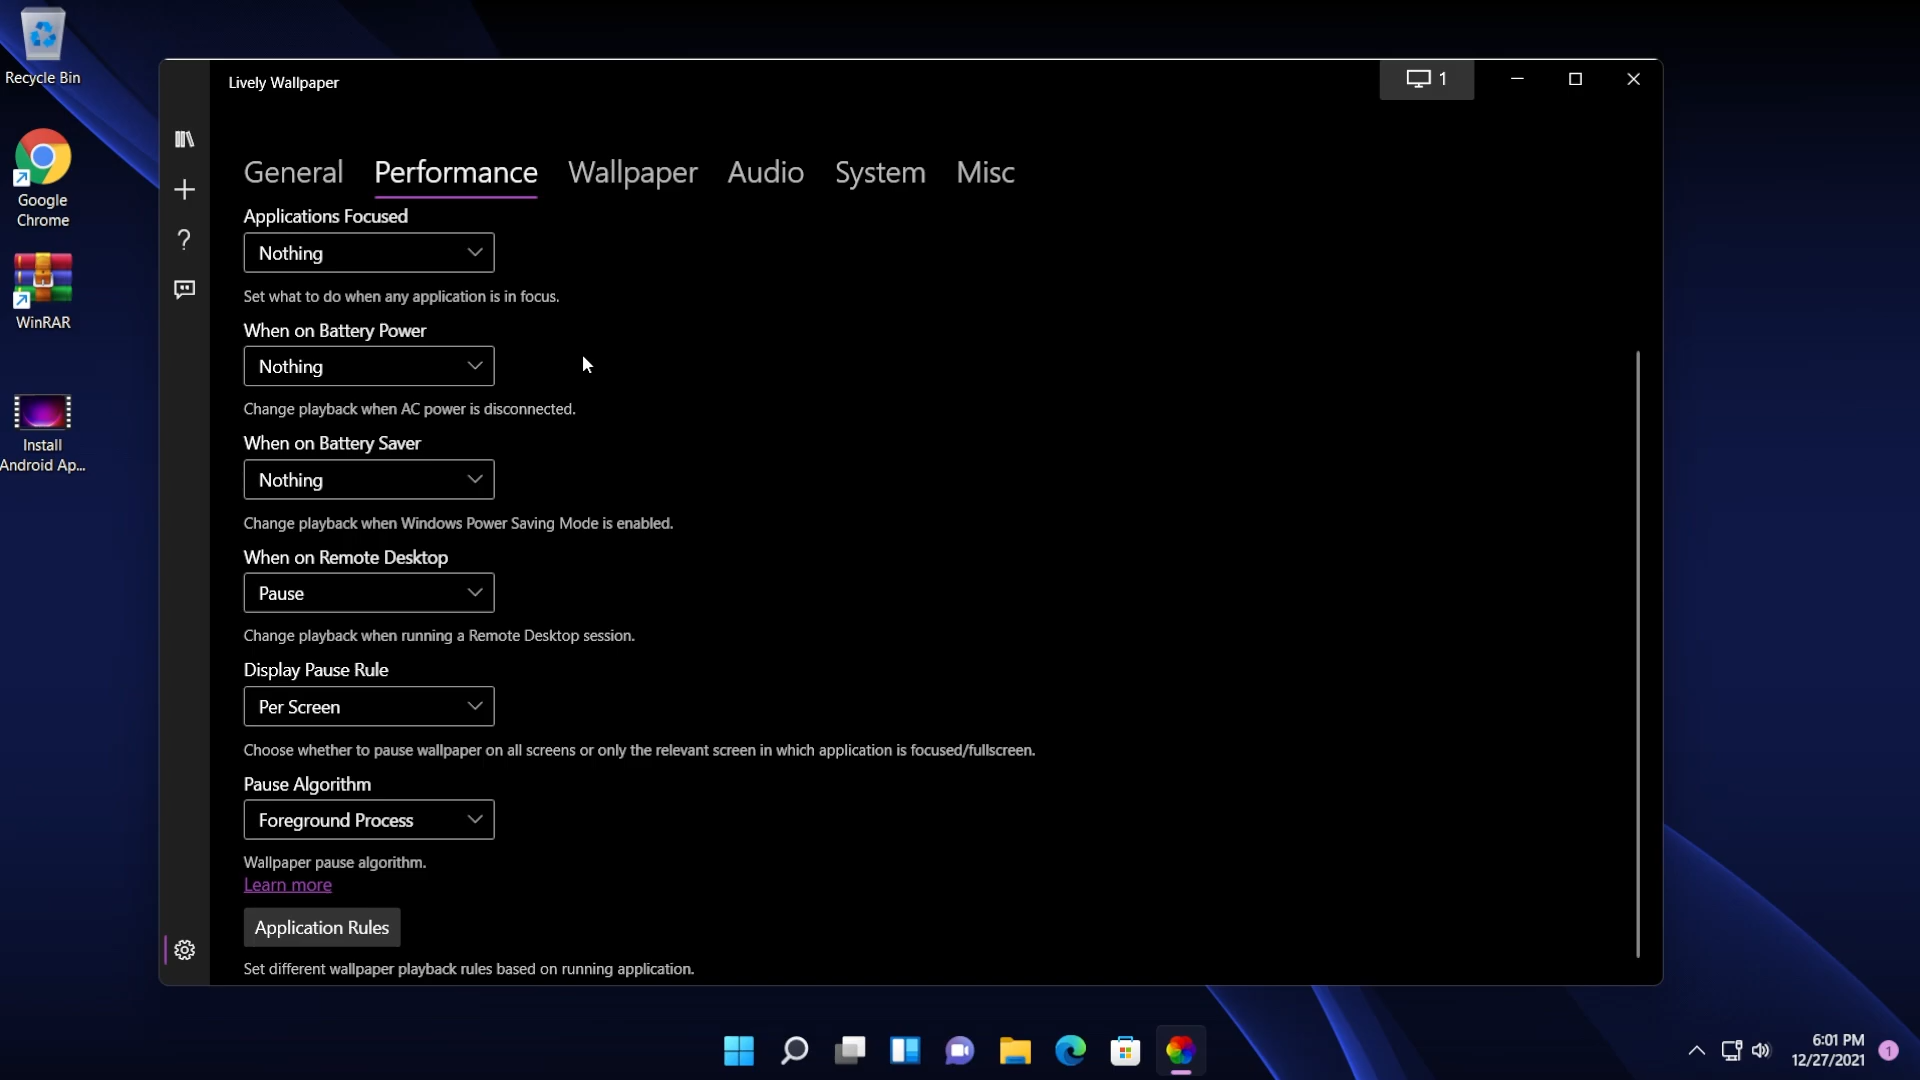 Recycle Bin
Google
Chrome
WinRAR
Install
Android Ap...
Lively Wallpaper
1
General Performance Wallpaper Audio System Misc
Applications Focused
Nothing
Set what to do when any application is in focus.
When on Battery Power
Nothing
Change playback when AC power is disconnected.
When on Battery Saver
Nothing
Change playback when Windows Power Saving Mode is enabled.
When on Remote Desktop
Pause
Change playback when running a Remote Desktop session.
Display Pause Rule
Per Screen
Choose whether to pause wallpaper on all screens or only the relevant screen in which application is focused/fullscreen.
Pause Algorithm
Foreground Process
Wallpaper pause algorithm.
Learn more
Application Rules
Set different wallpaper playback rules based on running application.
6:01 PM
12/27/2021
1